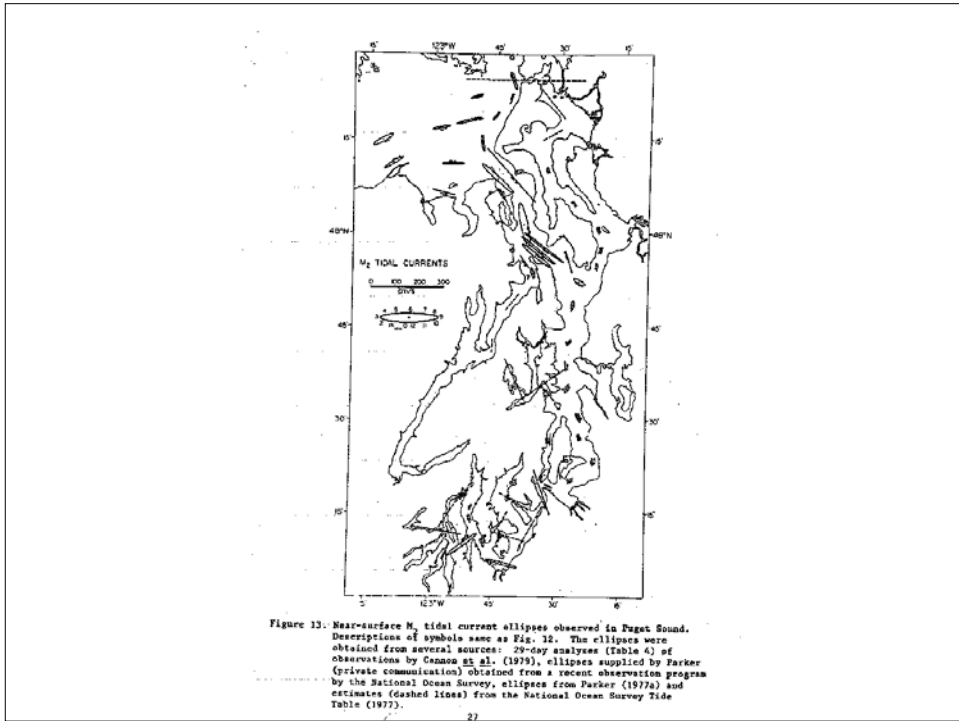 15' 123°W 45' 30' 15'
15' 15'
48°N 48°
M2 TIDAL CURRENTS
0 100 200 300
cm/s
45' 45'
30' 30'
15' 15'
123°W 45' 30' 15'
Figure 13: Near-surface M2 tidal current ellipses observed in Puget Sound.
Descriptions of symbols same as Fig. 12. The ellipses were
obtained from several sources: 29-day analyses (Table 4) of
observations by Cannon et al. (1979), ellipses supplied by Parker
(private communication) obtained from a recent observation program
by the National Ocean Survey, ellipses from Parker (1977a) and
estimates (dashed lines) from the National Ocean Survey Tide
Table (1977).
27